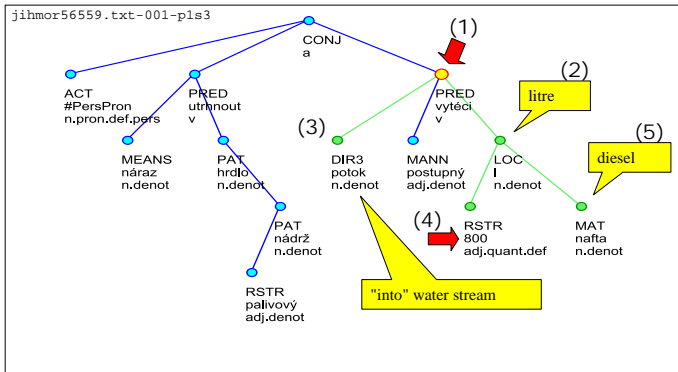 jihmor56559.txt-001-p1s3
CONJ
a
(1)
ACT
#PersPron
n.pron.def.pers
PRED
utrhnout
v
PRED
vytéci
v
(2)
litre
(3)
(5)
diesel
MEANS
náraz
n.denot
PAT
hrdlo
n.denot
DIR3
potok
n.denot
MANN
postupný
adj.denot
LOC
l
n.denot
(4)
PAT
nádrž
n.denot
RSTR
800
adj.quant.def
MAT
nafta
n.denot
RSTR
palivový
adj.denot
"into" water stream